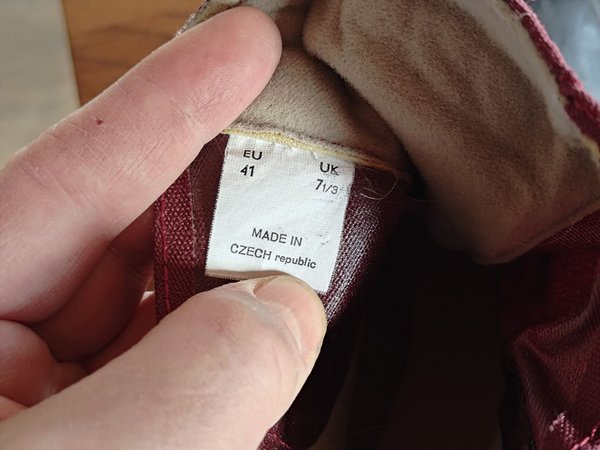 EU UK
41 7 1/3
MADE IN
CZECH republic